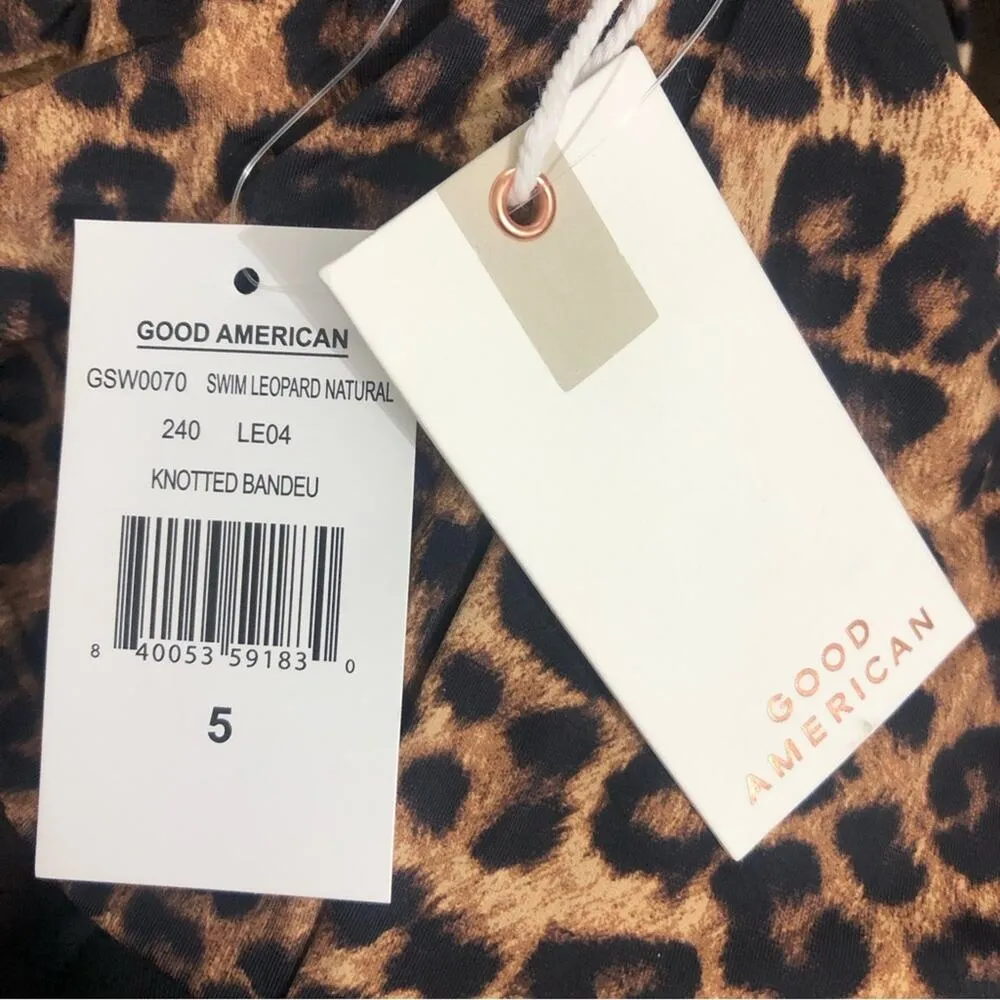 GOOD AMERICAN
GSW0070 SWIM LEOPARD NATURAL
240 LE04
KNOTTED BANDEU
8 40053 59183 0
5
GOOD
AMERICAN